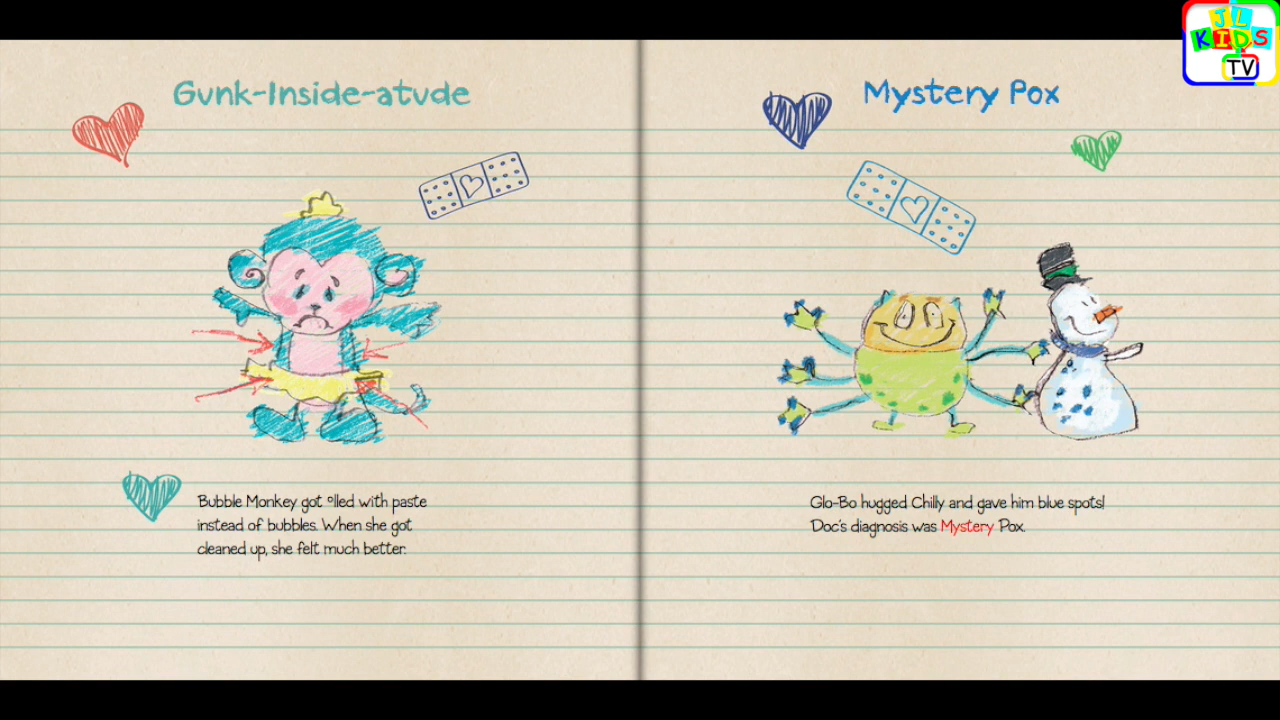 Gunk-Inside-atude
Bubble Monkey got olled with paste
instead of bubbles. When she got
cleaned up, she felt much better.
Mystery Pox
Glo-Bo hugged Chilly and gave him blue spots!
Doc's diagnosis was Mystery Pox.
JL
KIDS
TV